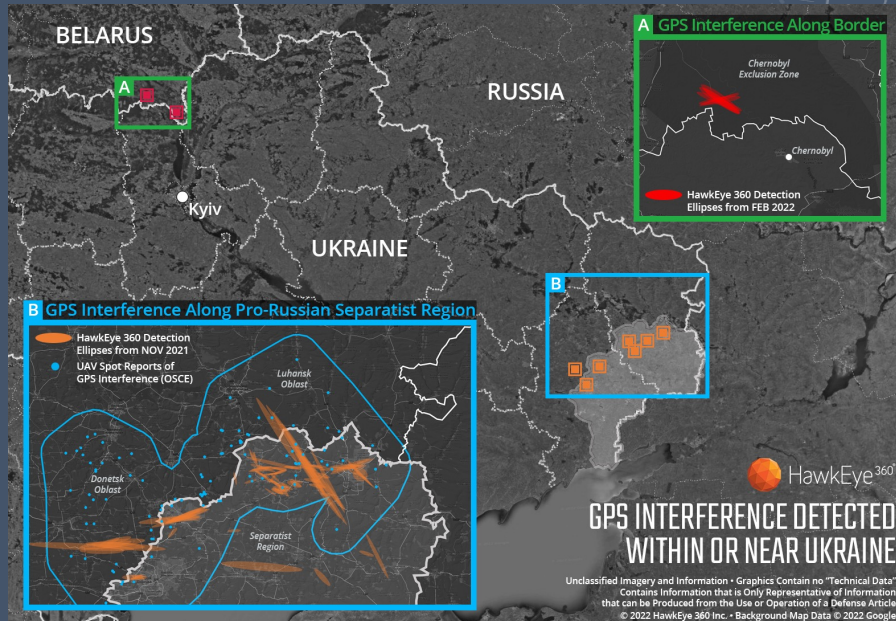 BELARUS
RUSSIA
A
Kyiv
UKRAINE
B
A GPS Interference Along Border
Chernobyl
Exclusion Zone
Chernobyl
HawkEye 360 Detection
Ellipses from FEB 2022
B GPS Interference Along Pro-Russian Separatist Region
HawkEye 360 Detection
Ellipses from NOV 2021
UAV Spot Reports of
GPS Interference (OSCE)
Luhansk
Oblast
Donetsk
Oblast
Separatist
Region
HawkEye 360°
GPS INTERFERENCE DETECTED
WITHIN OR NEAR UKRAINE
Unclassified Imagery and Information • Graphics Contain no "Technical Data"
Contains Information that is Only Representative of Information
that can be Produced from the Use or Operation of a Defense Article
© 2022 HawkEye 360 Inc. • Background Map Data © 2022 Google